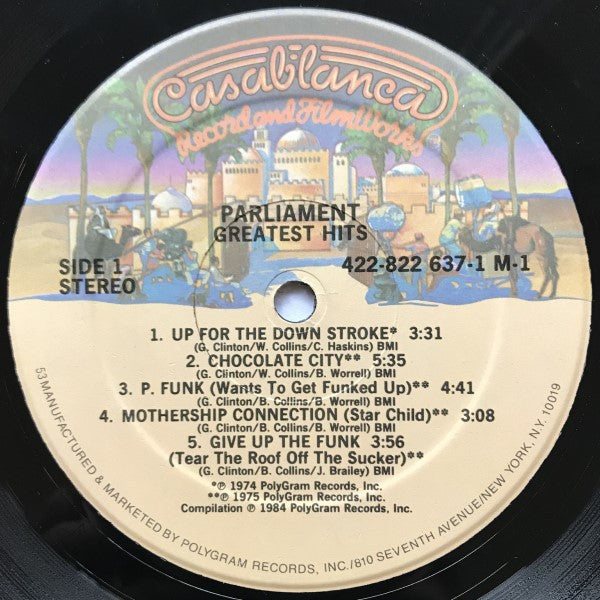 Casablanca
Record and FilmWorks
PARLIAMENT
GREATEST HITS
SIDE 1
STEREO
422-822 637-1 M-1
1. UP FOR THE DOWN STROKE* 3:31
(G. Clinton/W. Collins/C. Haskins) BMI
2. CHOCOLATE CITY** 5:35
(G. Clinton/W. Collins/B. Worrell) BMI
3. P. FUNK (Wants To Get Funked Up)** 4:41
(G. Clinton/B. Collins/B. Worrell) BMI
4. MOTHERSHIP CONNECTION (Star Child)** 3:08
(G. Clinton/B. Collins/B. Worrell) BMI
5. GIVE UP THE FUNK 3:56
(Tear The Roof Off The Sucker)**
(G. Clinton/B. Collins/J. Brailey) BMI
*℗ 1974 PolyGram Records, Inc.
**℗ 1975 PolyGram Records, Inc.
Compilation ℗ 1984 PolyGram Records, Inc.
53 MANUFACTURED & MARKETED BY POLYGRAM RECORDS, INC./810 SEVENTH AVENUE/NEW YORK, N.Y. 10019